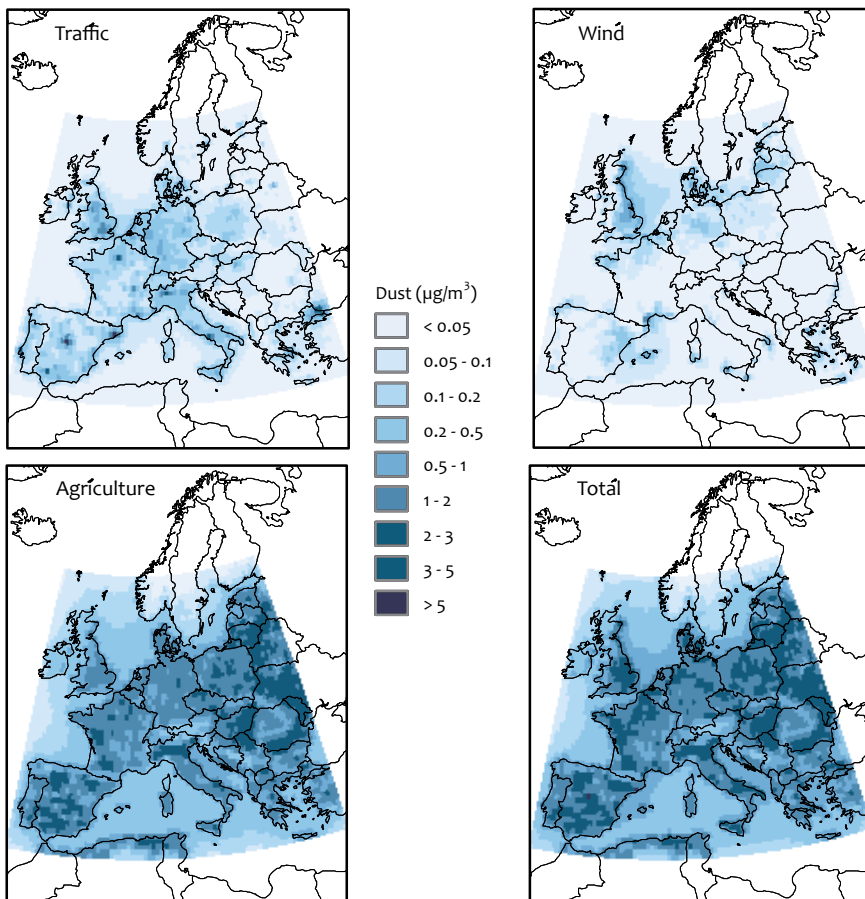 Traffic
Wind
Dust (µg/m³)
< 0.05
0.05 - 0.1
0.1 - 0.2
0.2 - 0.5
0.5 - 1
1 - 2
2 - 3
3 - 5
> 5
Agriculture
Total